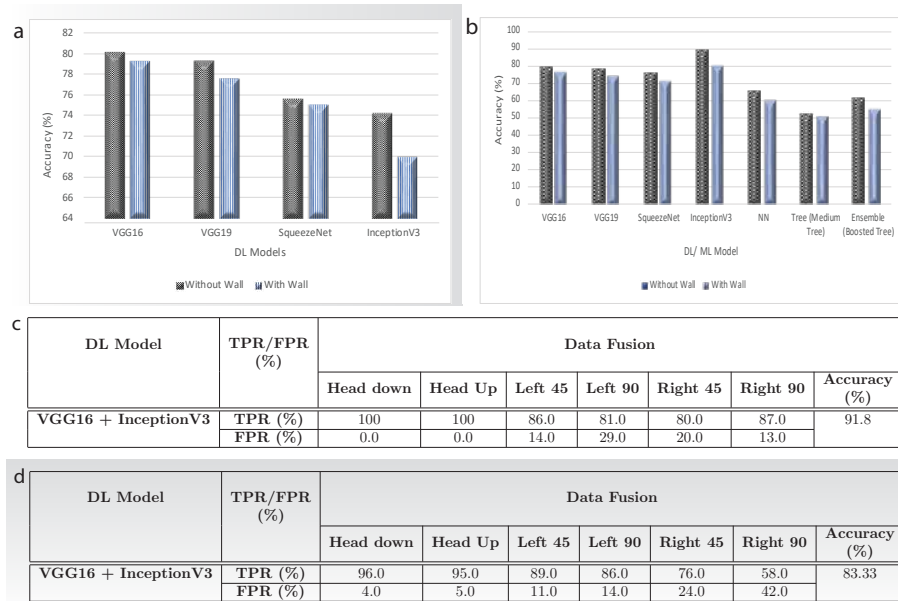 a
82
80
78
76
74
72
70
68
66
64
Accuracy (%)
VGG16 VGG19 SqueezeNet InceptionV3
DL Models
Without Wall With Wall
b
100
90
80
70
60
50
40
30
20
10
0
Accuracy (%)
VGG16 VGG19 SqueezeNet InceptionV3 NN Tree (Medium Ensemble
Tree) (Boosted Tree)
DL/ ML Model
Without Wall With Wall
c
DL Model TPR/FPR Data Fusion
(%)
Head down Head Up Left 45 Left 90 Right 45 Right 90 Accuracy
(%)
VGG16 + InceptionV3 TPR (%) 100 100 86.0 81.0 80.0 87.0 91.8
FPR (%) 0.0 0.0 14.0 29.0 20.0 13.0
d
DL Model TPR/FPR Data Fusion
(%)
Head down Head Up Left 45 Left 90 Right 45 Right 90 Accuracy
(%)
VGG16 + InceptionV3 TPR (%) 96.0 95.0 89.0 86.0 76.0 58.0 83.33
FPR (%) 4.0 5.0 11.0 14.0 24.0 42.0